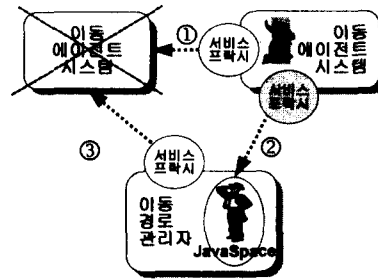 이동
에이전트
시스템
①
서비스
프락시
이동
에이전트
시스템
서비스
프락시
②
③
서비스
프락시
이동
경로
관리자
JavaSpace